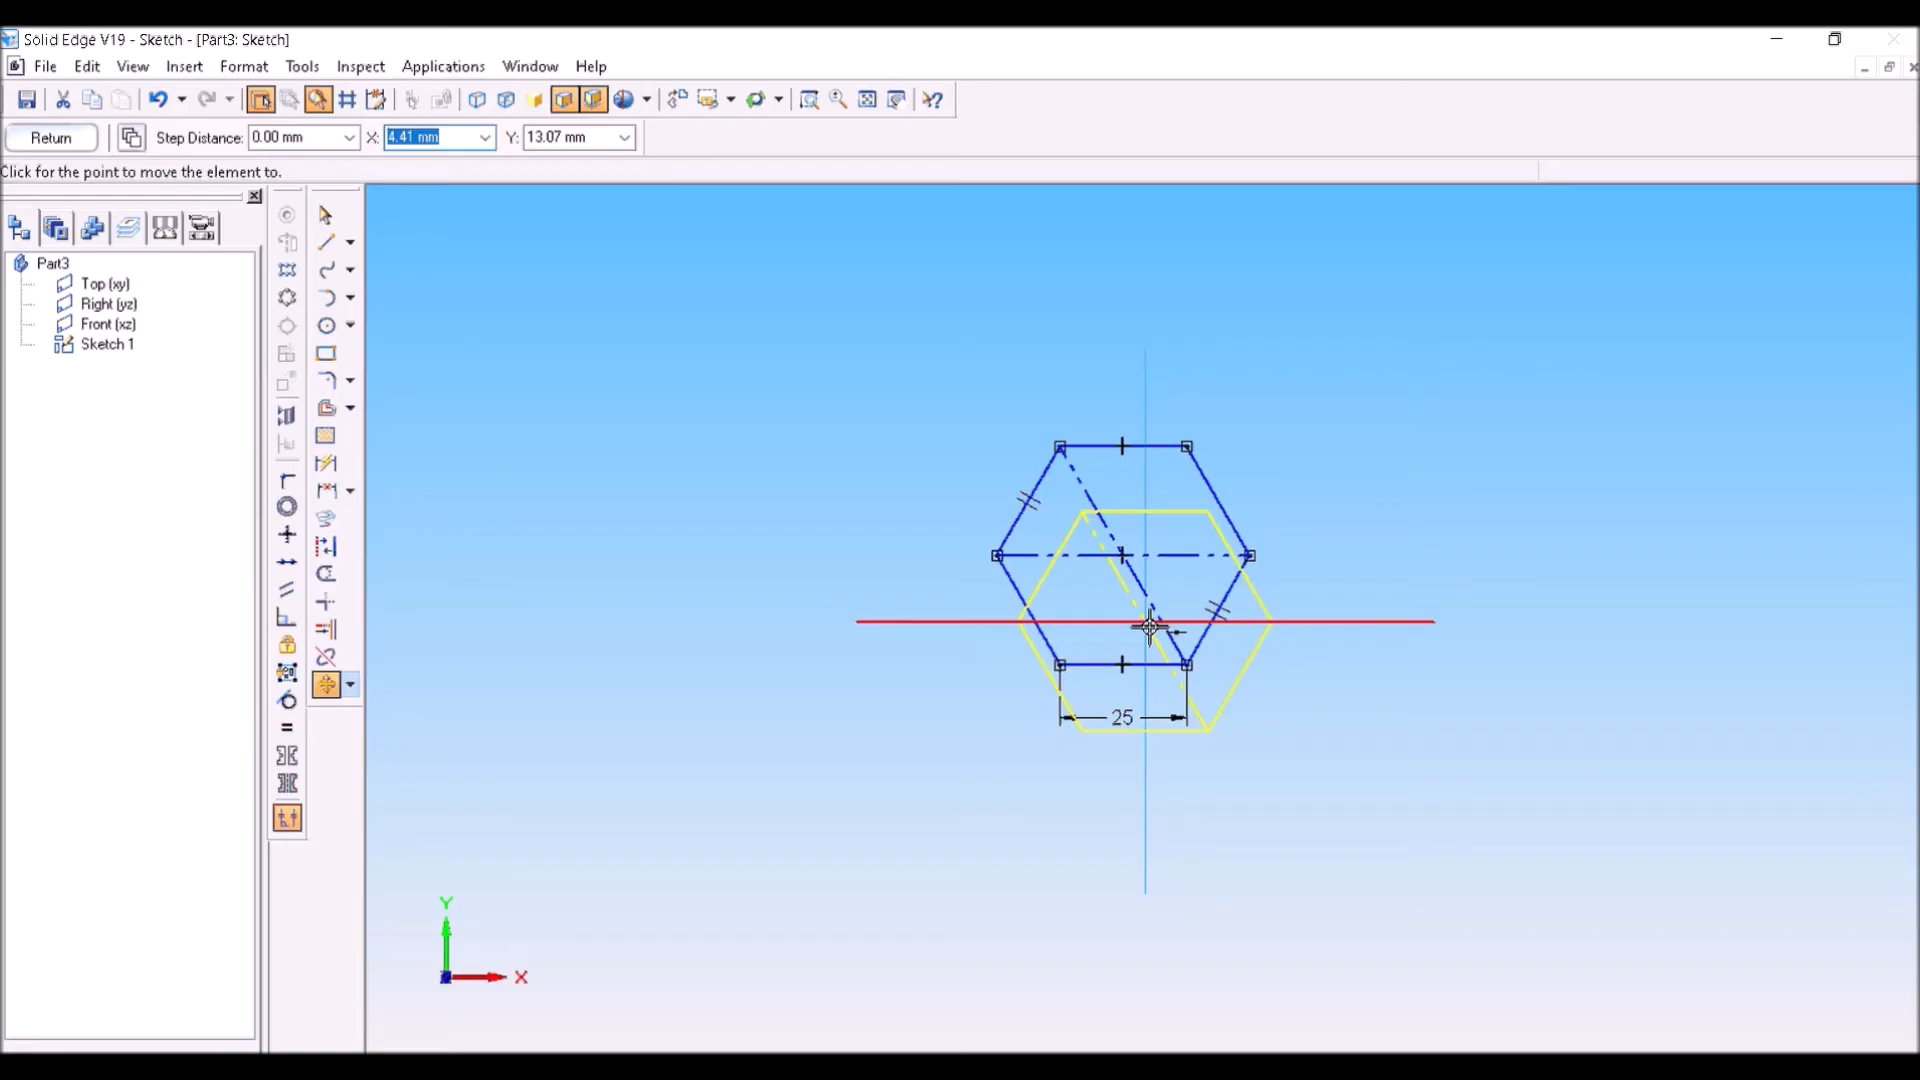 Solid Edge V19 - Sketch - [Part3: Sketch]
File Edit View Insert Format Tools Inspect Applications Window Help
Return Step Distance: 0.00 mm X: 4.41 mm Y: 13.07 mm
Click for the point to move the element to.
Part3
Top (xy)
Right (yz)
Front (xz)
Sketch 1
25
Y
X